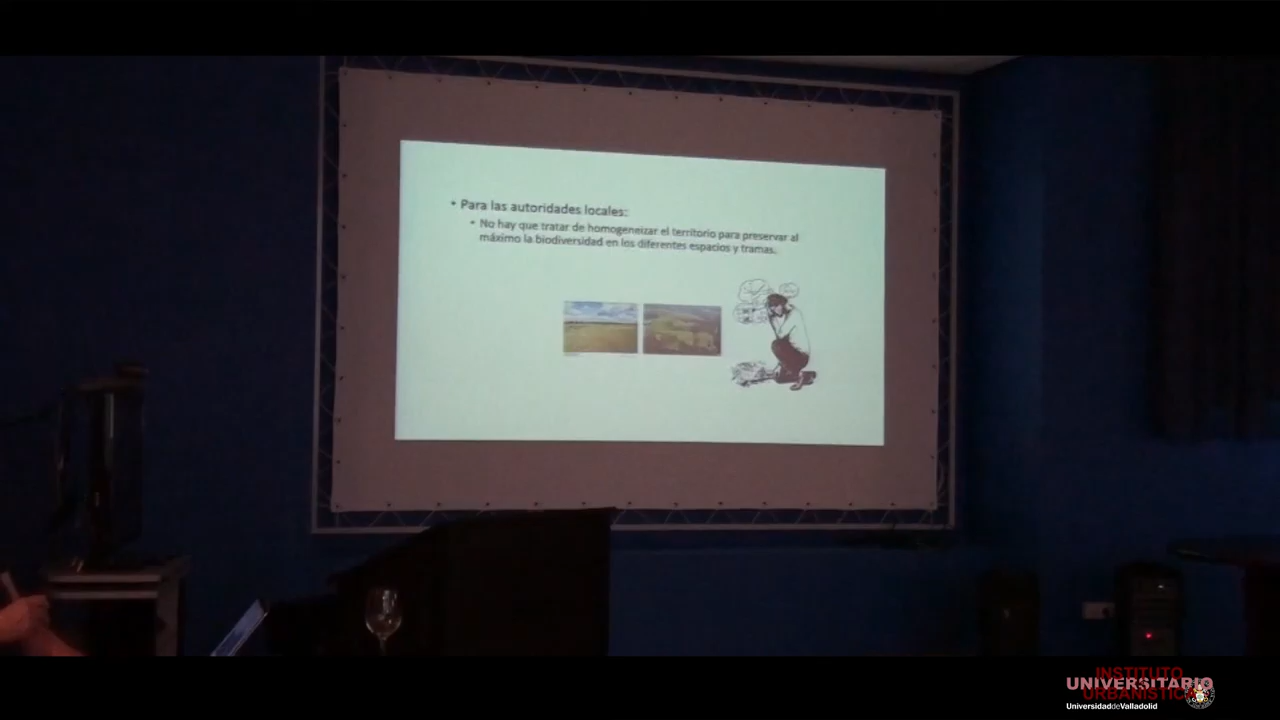 • Para las autoridades locales:
• No hay que tratar de homogeneizar el territorio para preservar al
máximo la biodiversidad en los diferentes espacios y tramas.
INSTITUTO
UNIVERSITARIO
URBANÍSTICA
UniversidaddeValladolid